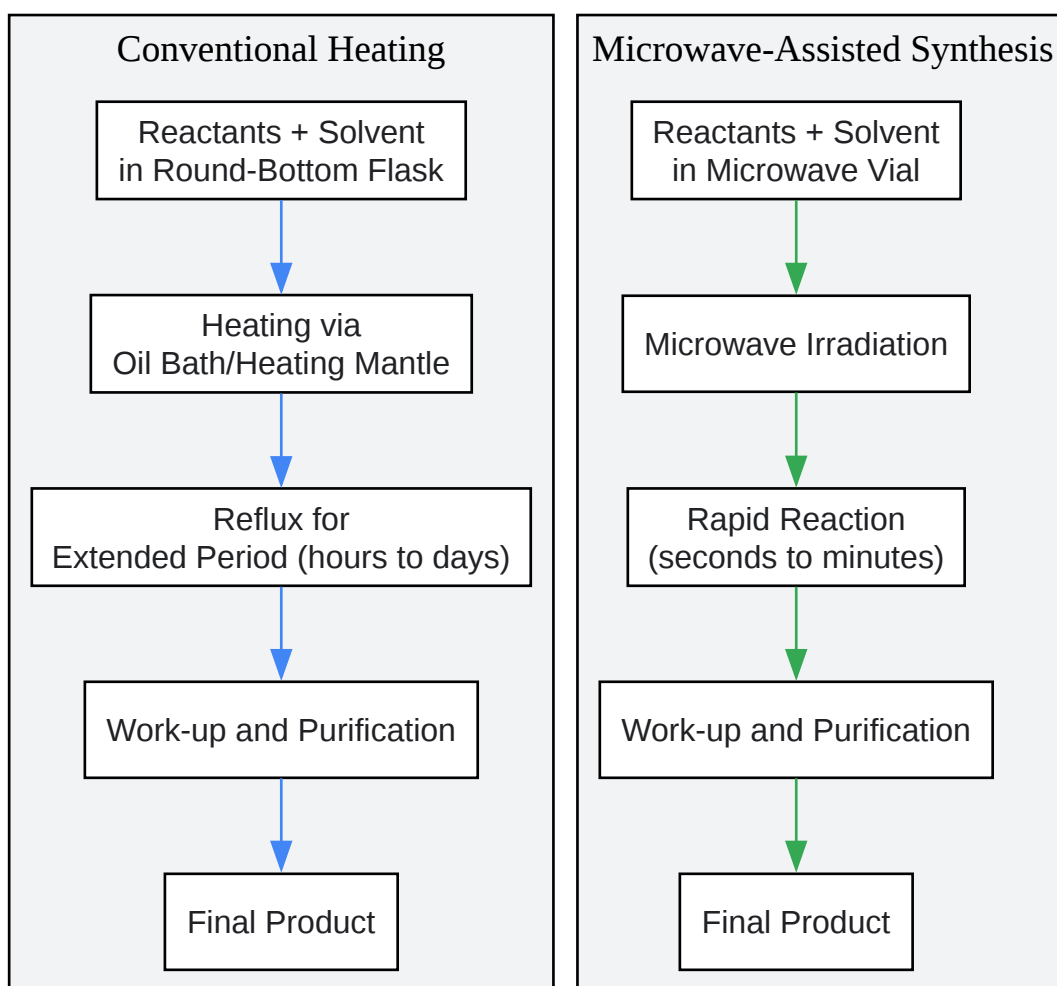 Conventional Heating
Reactants + Solvent
in Round-Bottom Flask
Heating via
Oil Bath/Heating Mantle
Reflux for
Extended Period (hours to days)
Work-up and Purification
Final Product
Microwave-Assisted Synthesis
Reactants + Solvent
in Microwave Vial
Microwave Irradiation
Rapid Reaction
(seconds to minutes)
Work-up and Purification
Final Product